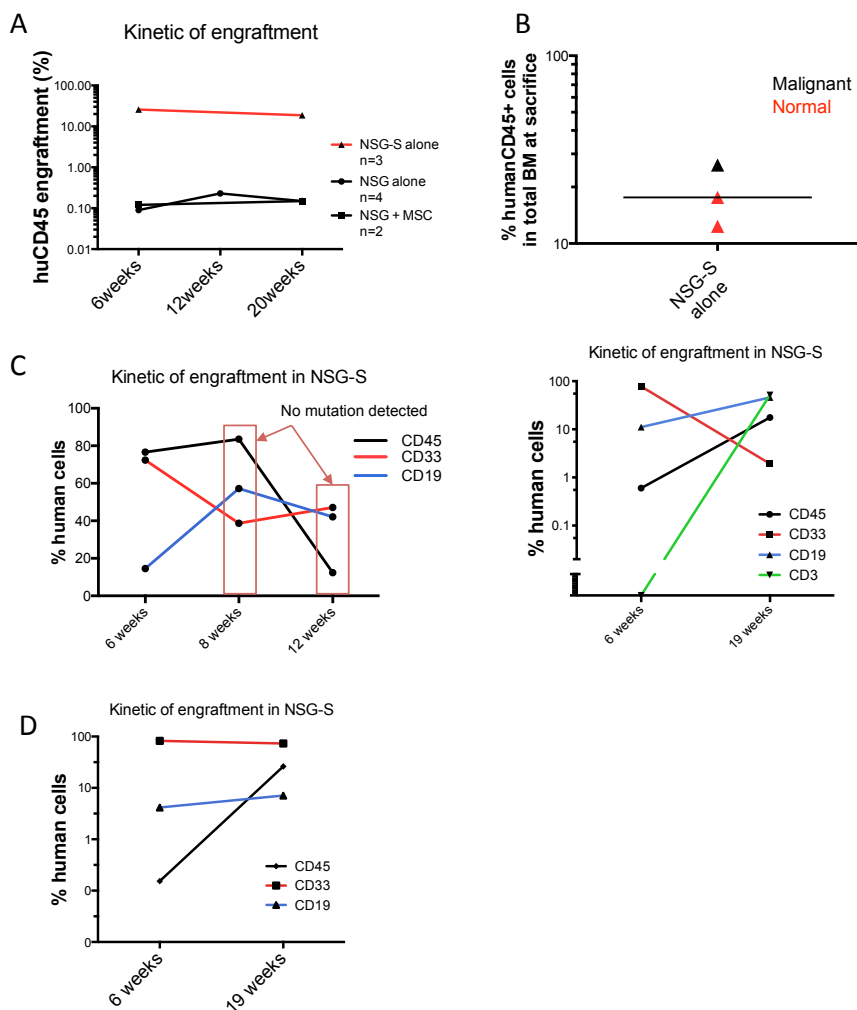 A
Kinetic of engraftment
huCD45 engraftment (%)
100.00
10.00
1.00
0.10
0.01
6weeks
12weeks
20weeks
NSG-S alone
n=3
NSG alone
n=4
NSG + MSC
n=2
B
% humanCD45+ cells
in total BM at sacrifice
100
10
Malignant
Normal
NSG-S
alone
C
Kinetic of engraftment in NSG-S
% human cells
100
80
60
40
20
0
6 weeks
8 weeks
12 weeks
No mutation detected
CD45
CD33
CD19
Kinetic of engraftment in NSG-S
% human cells
100
10
1
0.1
6 weeks
19 weeks
CD45
CD33
CD19
CD3
D
Kinetic of engraftment in NSG-S
% human cells
100
10
1
0
0
6 weeks
19 weeks
CD45
CD33
CD19